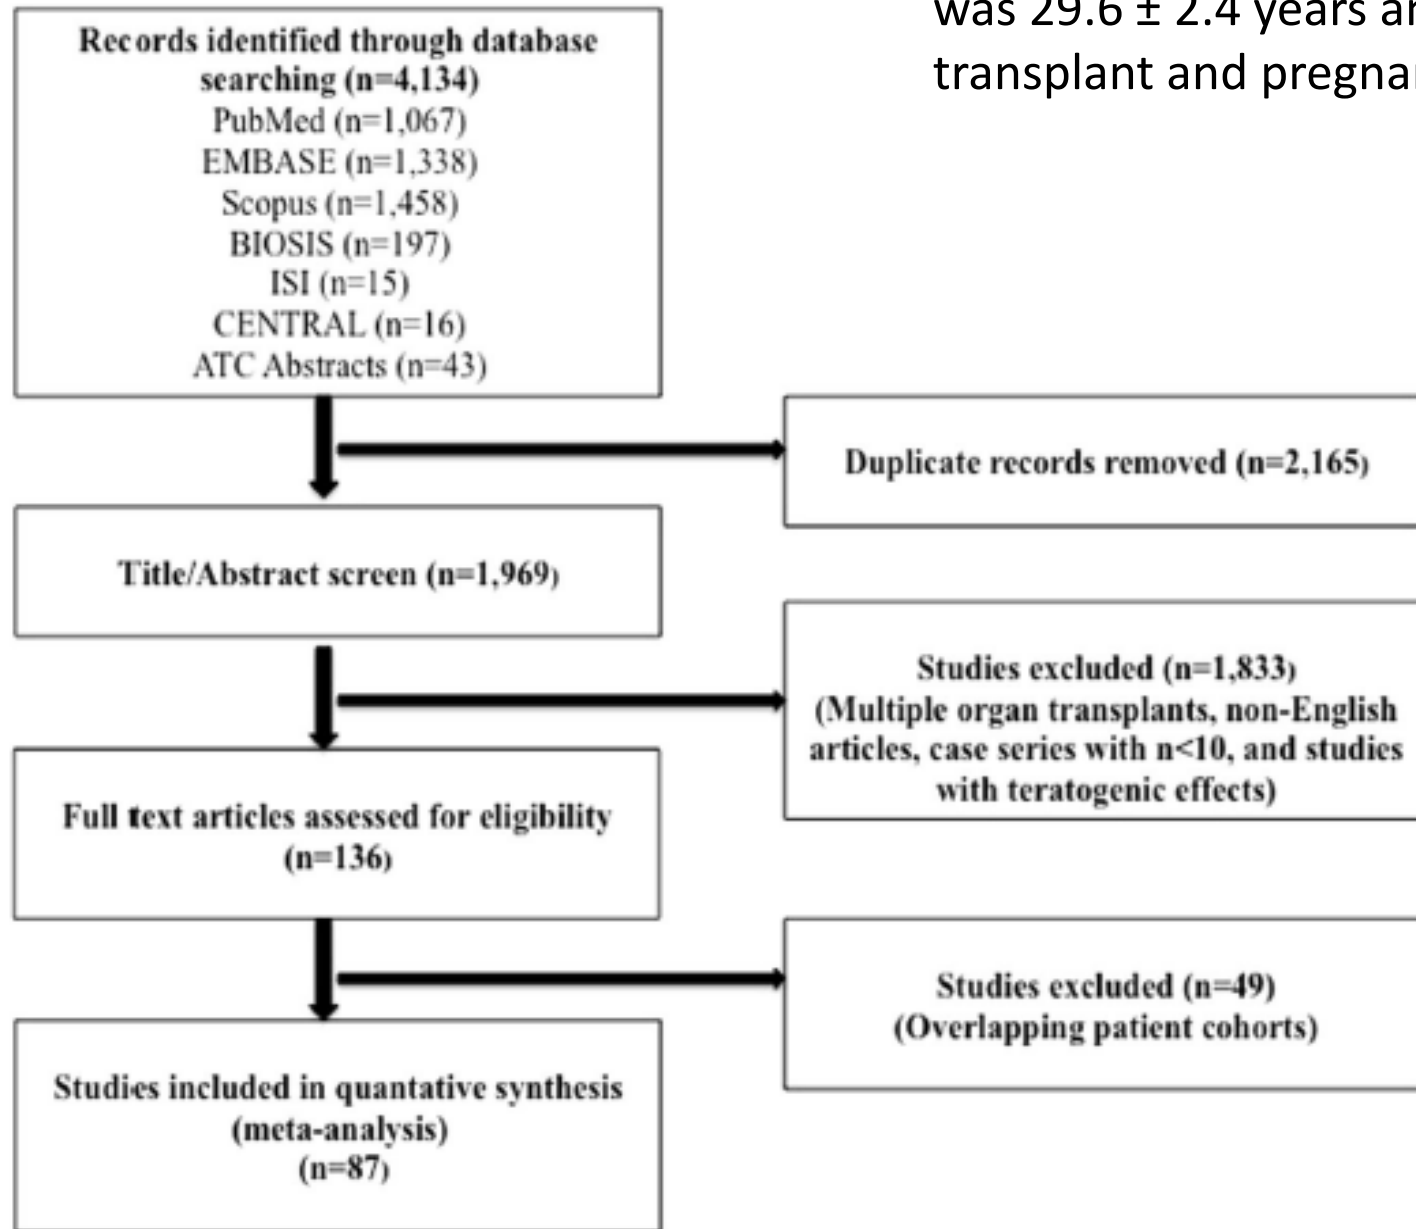 was 29.6 ± 2.4 years
transplant and
Records identified through database
searching (n=4,134)
PubMed (n=1,067)
EMBASE (n=1,338)
Scopus (n=1,458)
BIOSIS (n=197)
ISI (n=15)
CENTRAL (n=16)
ATC Abstracts (n=43)
Duplicate records removed (n=2,165)
Title/Abstract screen (n=1,969)
Studies excluded (n=1,833)
(Multiple organ transplants, non-English
articles, case series with n<10, and studies
with teratogenic effects)
Full text articles assessed for eligibility
(n=136)
Studies excluded (n=49)
(Overlapping patient cohorts)
Studies included in quantative synthesis
(meta-analysis)
(n=87)